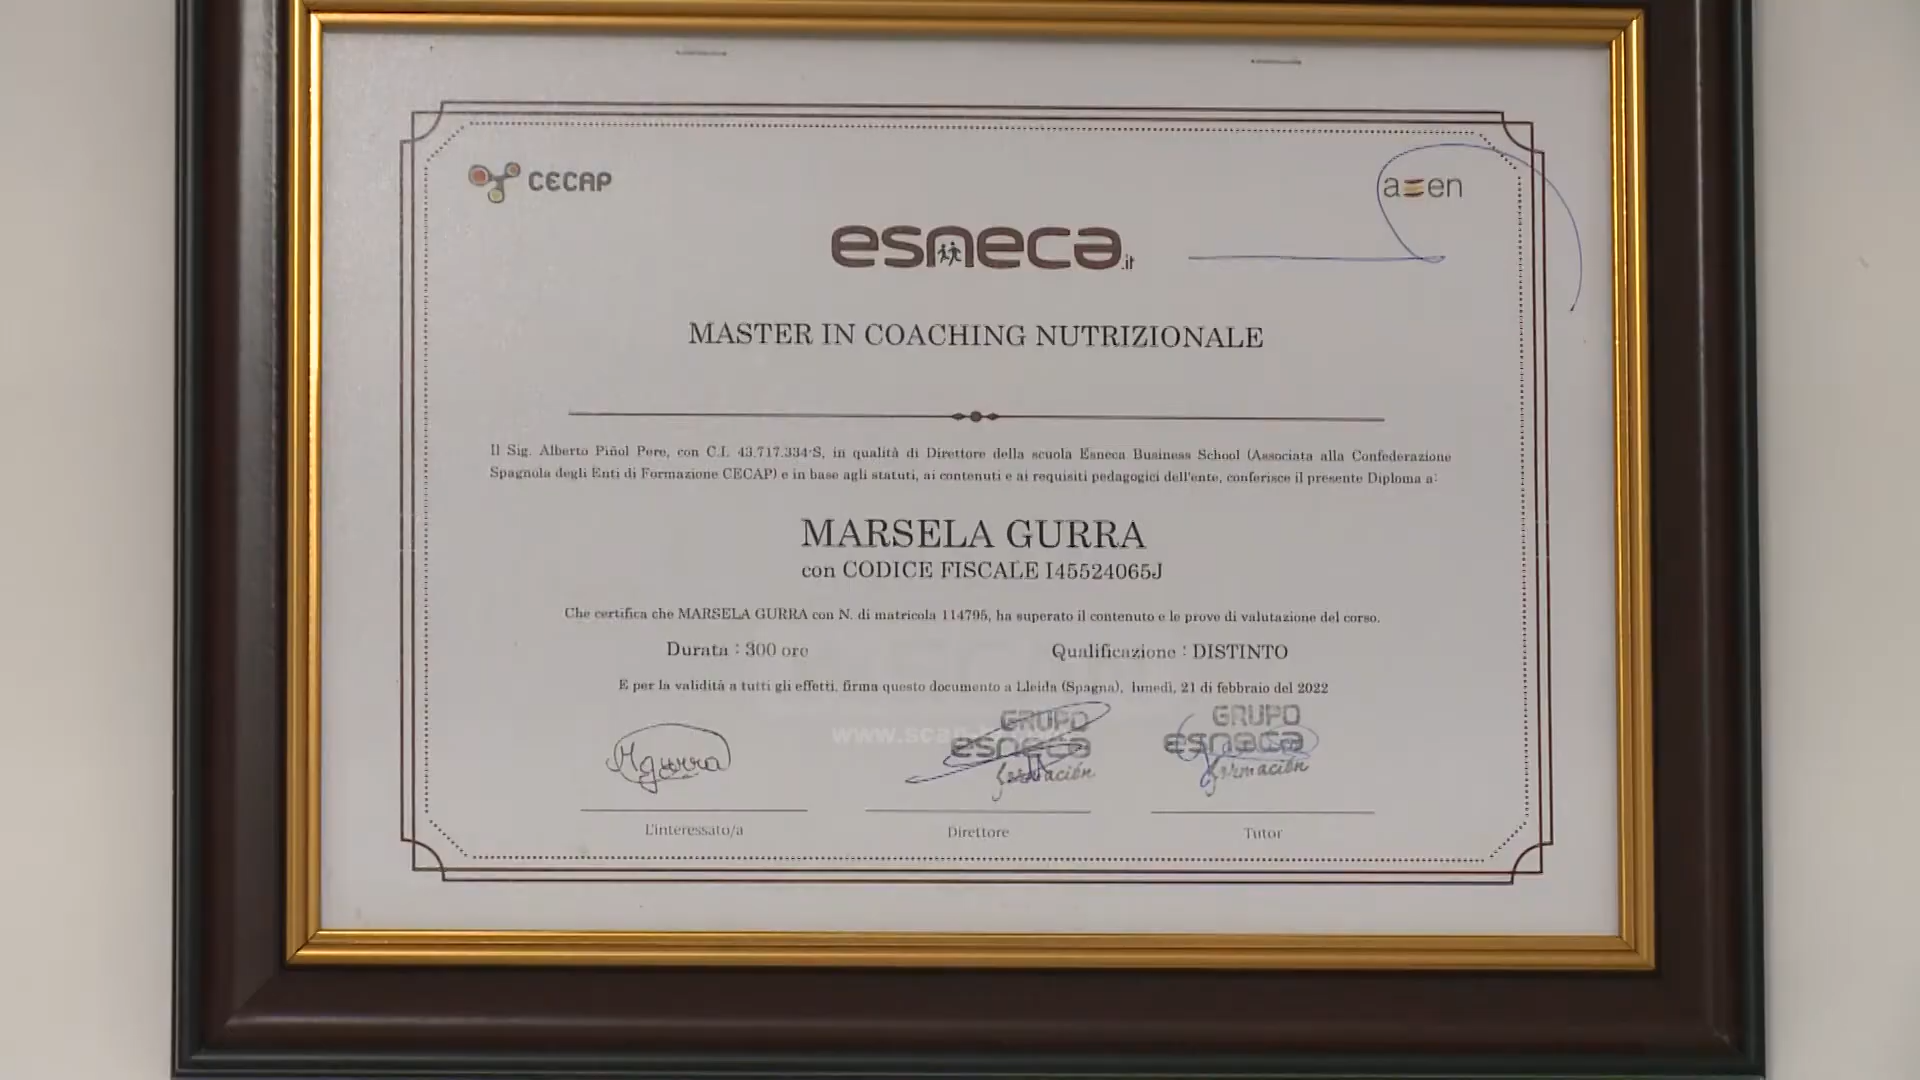 CECAP
aeen
esneca.it
MASTER IN COACHING NUTRIZIONALE
Il Sig. Alberto Piñol Pere, con C.I. 43.717.334-S, in qualità di Direttore della scuola Esneca Business School (Associata alla Confederazione
Spagnola degli Enti di Formazione CECAP) e in base agli statuti, ai contenuti e ai requisiti pedagogici dell'ente, conferisce il presente Diploma a:
MARSELA GURRA
con CODICE FISCALE I45524065J
Che certifica che MARSELA GURRA con N. di matricola 114795, ha superato il contenuto e le prove di valutazione del corso.
Durata : 300 ore Qualificazione : DISTINTO
E per la validità a tutti gli effetti, firma questo documento a Lleida (Spagna), lunedì, 21 di febbraio del 2022
www.scan
Mgurra
GRUPO
esneca
formación
GRUPO
esneca
formación
L'interessato/a Direttore Tutor